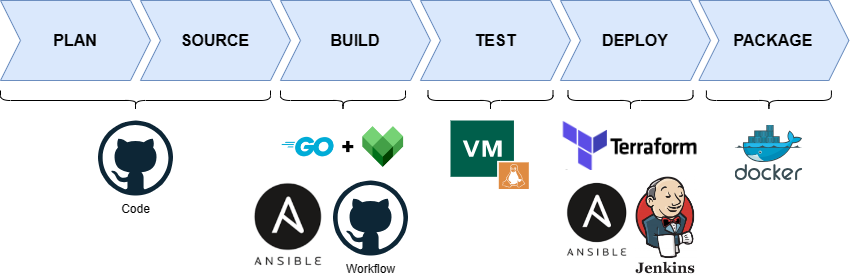 PLAN
SOURCE
BUILD
TEST
DEPLOY
PACKAGE
Code
GO + 
ANSIBLE
Workflow
VM
Terraform
ANSIBLE
Jenkins
docker